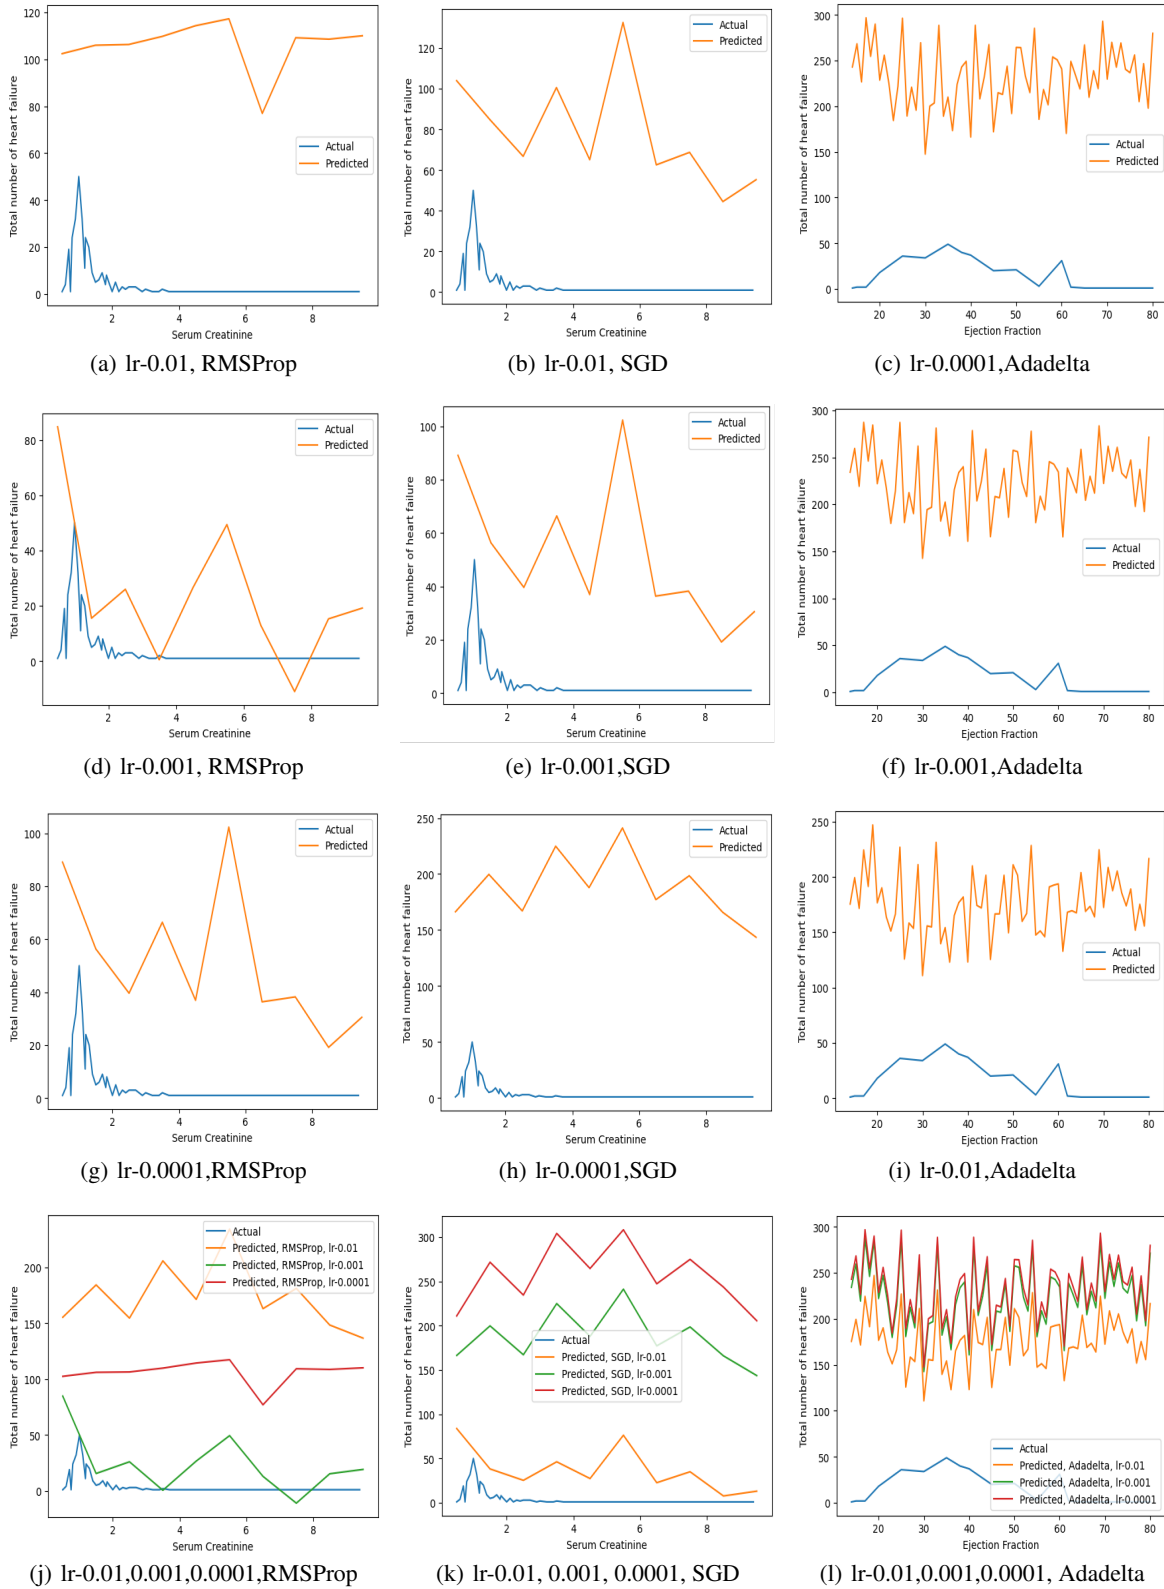 120
100
80
60
40
20
0
Total number of heart failure
Actual
Predicted
2 4 6 8
Serum Creatinine
(a) lr-0.01, RMSProp
120
100
80
60
40
20
0
Total number of heart failure
Actual
Predicted
2 4 6 8
Serum Creatinine
(b) lr-0.01, SGD
300
250
200
150
100
50
0
Total number of heart failure
Actual
Predicted
20 30 40 50 60 70 80
Ejection Fraction
(c) lr-0.0001,Adadelta
80
60
40
20
0
Total number of heart failure
Actual
Predicted
2 4 6 8
Serum Creatinine
(d) lr-0.001, RMSProp
100
80
60
40
20
0
Total number of heart failure
Actual
Predicted
2 4 6 8
Serum Creatinine
(e) lr-0.001,SGD
300
250
200
150
100
50
0
Total number of heart failure
Actual
Predicted
20 30 40 50 60 70 80
Ejection Fraction
(f) lr-0.001,Adadelta
100
80
60
40
20
0
Total number of heart failure
Actual
Predicted
2 4 6 8
Serum Creatinine
(g) lr-0.0001,RMSProp
250
200
150
100
50
0
Total number of heart failure
Actual
Predicted
2 4 6 8
Serum Creatinine
(h) lr-0.0001,SGD
250
200
150
100
50
0
Total number of heart failure
Actual
Predicted
20 30 40 50 60 70 80
Ejection Fraction
(i) lr-0.01,Adadelta
200
150
100
50
0
Total number of heart failure
Actual
Predicted, RMSProp, lr-0.01
Predicted, RMSProp, lr-0.001
Predicted, RMSProp, lr-0.0001
2 4 6 8
Serum Creatinine
(j) lr-0.01,0.001,0.0001,RMSProp
300
250
200
150
100
50
0
Total number of heart failure
Actual
Predicted, SGD, lr-0.01
Predicted, SGD, lr-0.001
Predicted, SGD, lr-0.0001
2 4 6 8
Serum Creatinine
(k) lr-0.01, 0.001, 0.0001, SGD
300
250
200
150
100
50
0
Total number of heart failure
Actual
Predicted, Adadelta, lr-0.01
Predicted, Adadelta, lr-0.001
Predicted, Adadelta, lr-0.0001
20 30 40 50 60 70 80
Ejection Fraction
(l) lr-0.01,0.001,0.0001, Adadelta